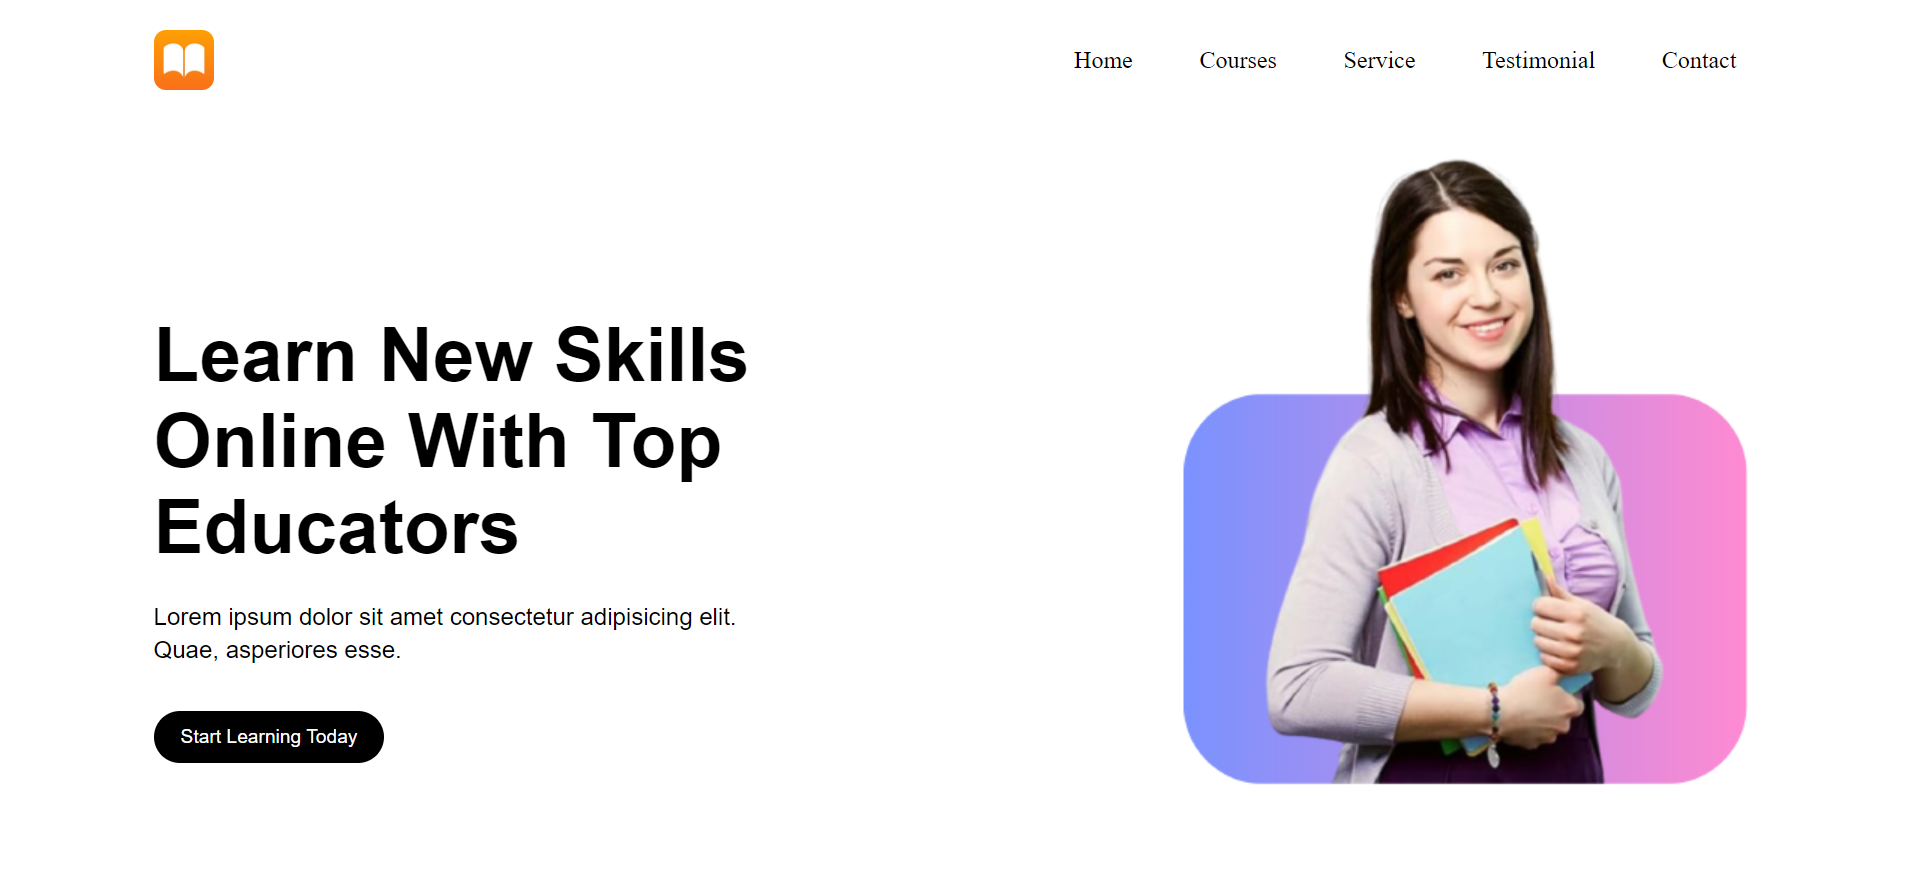 Home Courses Service Testimonial Contact
Learn New Skills
Online With Top
Educators
Lorem ipsum dolor sit amet consectetur adipisicing elit.
Quae, asperiores esse.
Start Learning Today